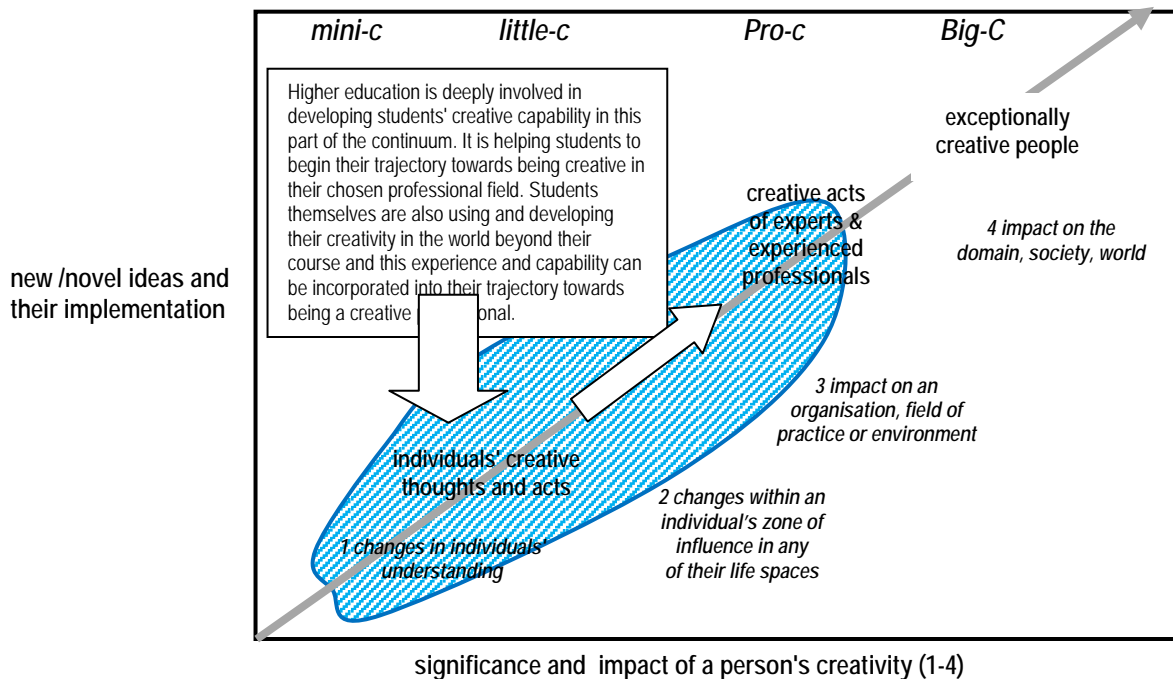 mini-c little-c Pro-c Big-C
Higher education is deeply involved in
developing students' creative capability in this
part of the continuum. It is helping students to
begin their trajectory towards being creative in
their chosen professional field. Students
themselves are also using and developing
their creativity in the world beyond their
course and this experience and capability can
be incorporated into their trajectory towards
being a creative p onal.
exceptionally
creative people
creative acts
of experts &
experienced
professionals
4 impact on the
domain, society, world
new /novel ideas and
their implementation
3 impact on an
organisation, field of
practice or environment
individuals' creative
thoughts and acts
2 changes within an
individual's zone of
influence in any
of their life spaces
1 changes in individuals'
understanding
significance and impact of a person's creativity (1-4)